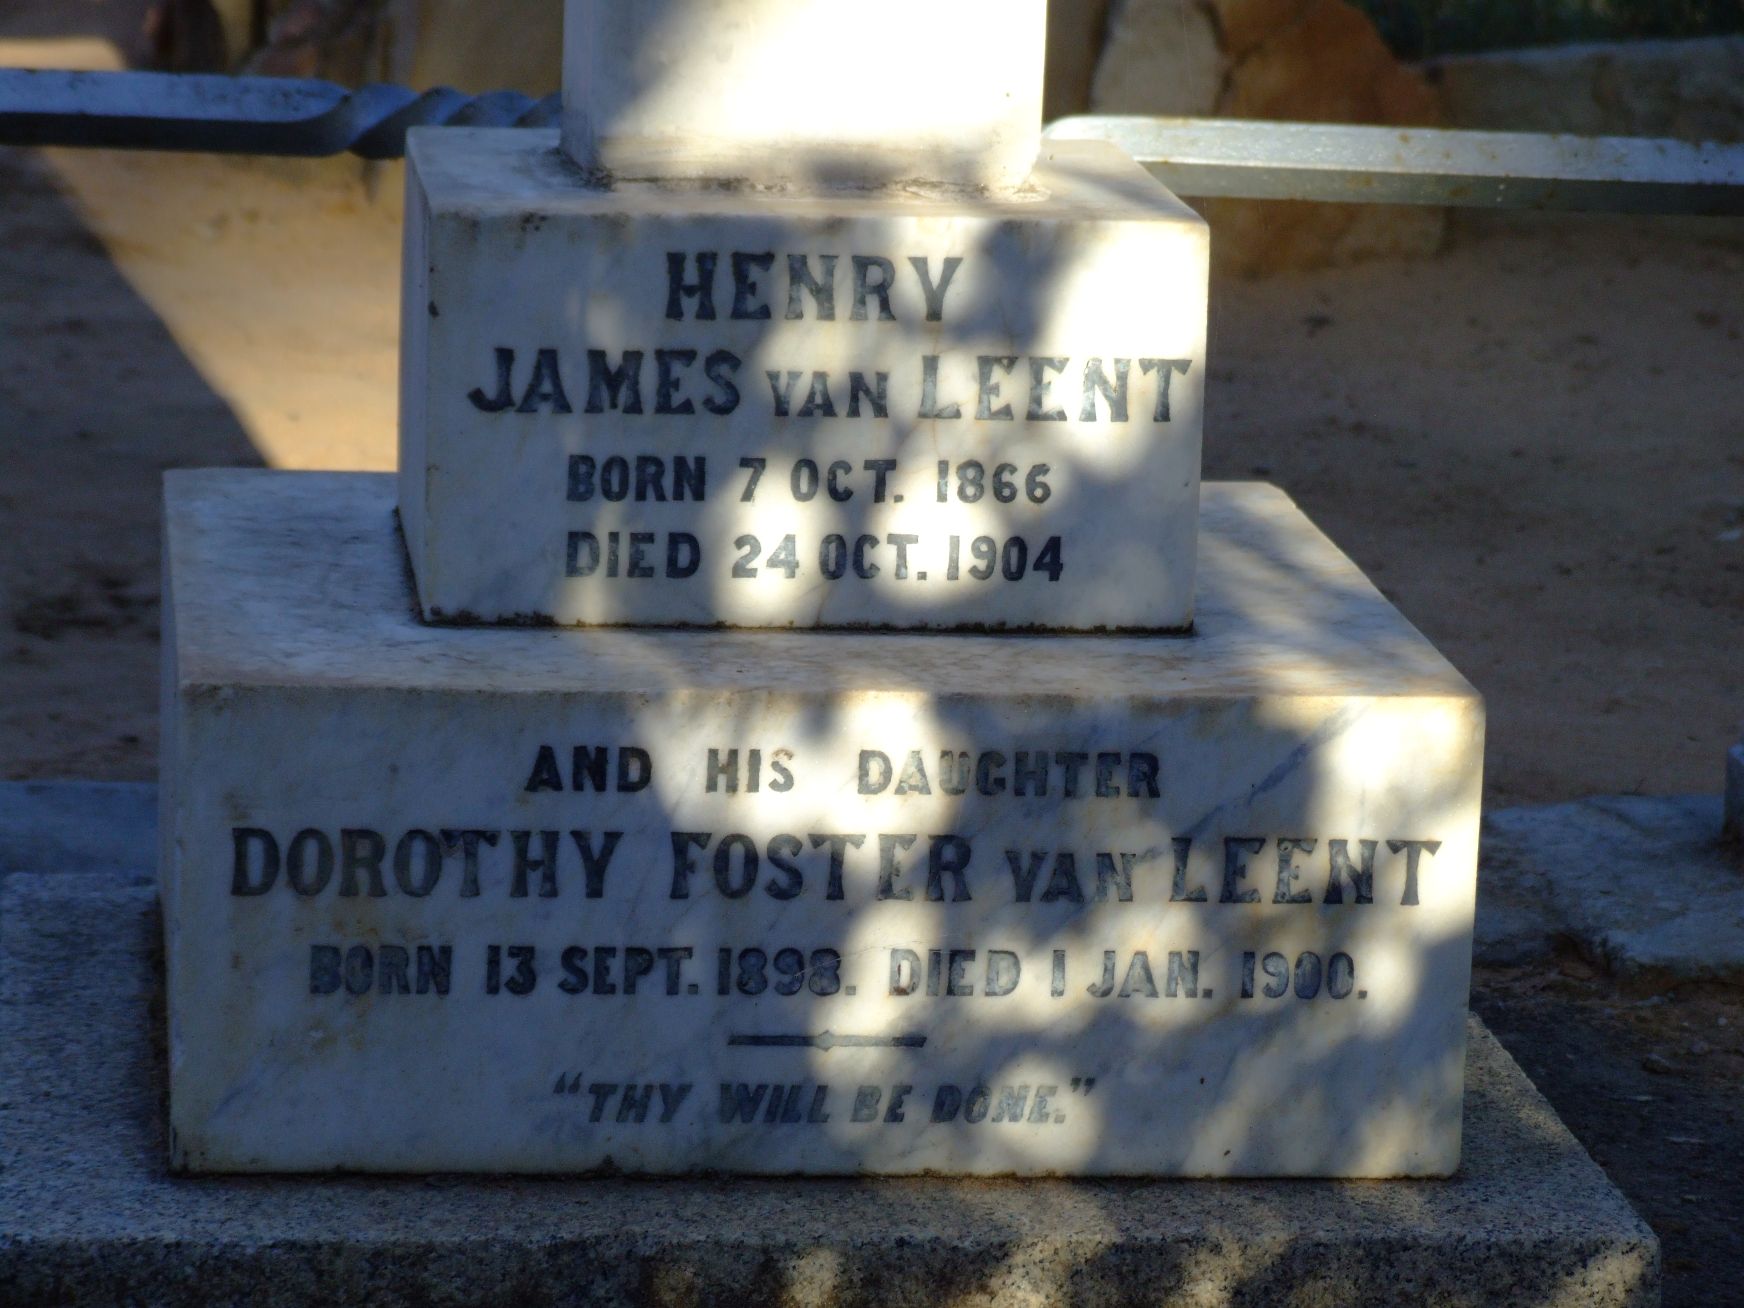 HENRY
JAMES VAN LEENT
BORN 7 OCT. 1866
DIED 24 OCT. 1904
AND HIS DAUGHTER
DOROTHY FOSTER VAN LEENT
BORN 13 SEPT. 1898. DIED 1 JAN. 1900.
"THY WILL BE DONE."